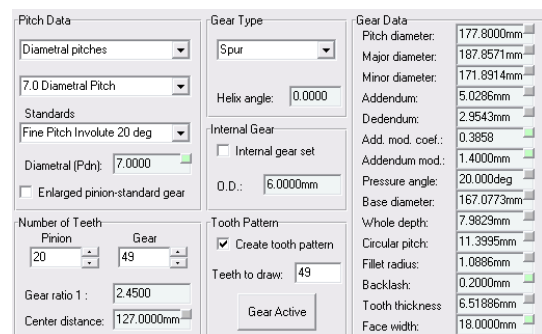 Pitch Data
Diametral pitches
7.0 Diametral Pitch
Standards
Fine Pitch Involute 20 deg
Diametral (Pdn): 7.0000
Enlarged pinion-standard gear
Number of Teeth
Pinion Gear
20 49
Gear ratio 1 : 2.4500
Center distance: 127.0000mm
Gear Type
Spur
Helix angle: 0.0000
Internal Gear
Internal gear set
O.D.: 6.0000mm
Tooth Pattern
Create tooth pattern
Teeth to draw: 49
Gear Active
Gear Data
Pitch diameter: 177.8000mm
Major diameter: 187.8571mm
Minor diameter: 171.8914mm
Addendum: 5.0286mm
Dedendum: 2.9543mm
Add. mod. coef.: 0.3858
Addendum mod.: 1.4000mm
Pressure angle: 20.000deg
Base diameter: 167.0773mm
Whole depth: 7.9829mm
Circular pitch: 11.3995mm
Fillet radius: 1.0886mm
Backlash: 0.2000mm
Tooth thickness 6.51886mm
Face width: 18.0000mm